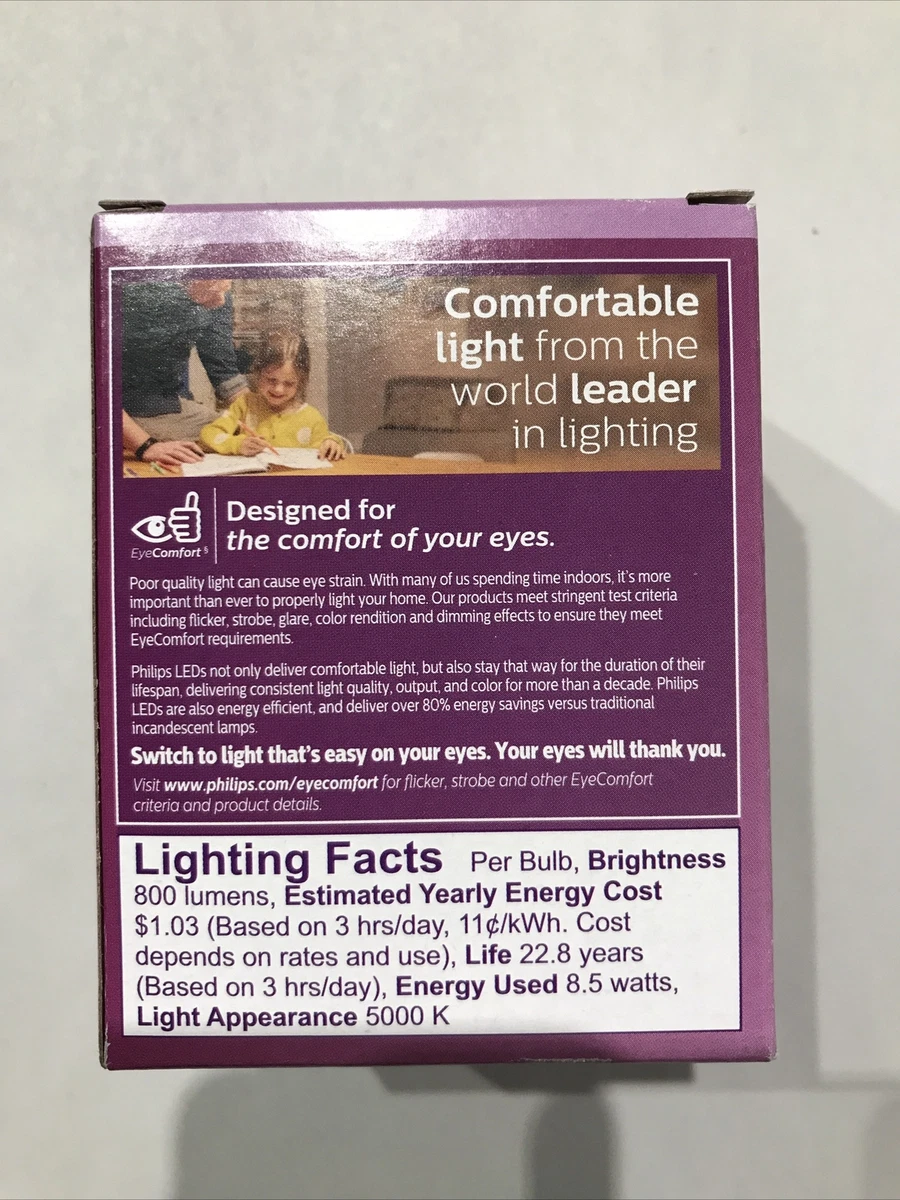 Comfortable
light from the
world leader
in lighting
EyeComfort §
Designed for
the comfort of your eyes.
Poor quality light can cause eye strain. With many of us spending time indoors, it's more
important than ever to properly light your home. Our products meet stringent test criteria
including flicker, strobe, glare, color rendition and dimming effects to ensure they meet
EyeComfort requirements.
Philips LEDs not only deliver comfortable light, but also stay that way for the duration of their
lifespan, delivering consistent light quality, output, and color for more than a decade. Philips
LEDs are also energy efficient, and deliver over 80% energy savings versus traditional
incandescent lamps.
Switch to light that's easy on your eyes. Your eyes will thank you.
Visit www.philips.com/eyecomfort for flicker, strobe and other EyeComfort
criteria and product details.
Lighting Facts Per Bulb, Brightness
800 lumens, Estimated Yearly Energy Cost
$1.03 (Based on 3 hrs/day, 11¢/kWh. Cost
depends on rates and use), Life 22.8 years
(Based on 3 hrs/day), Energy Used 8.5 watts,
Light Appearance 5000 K